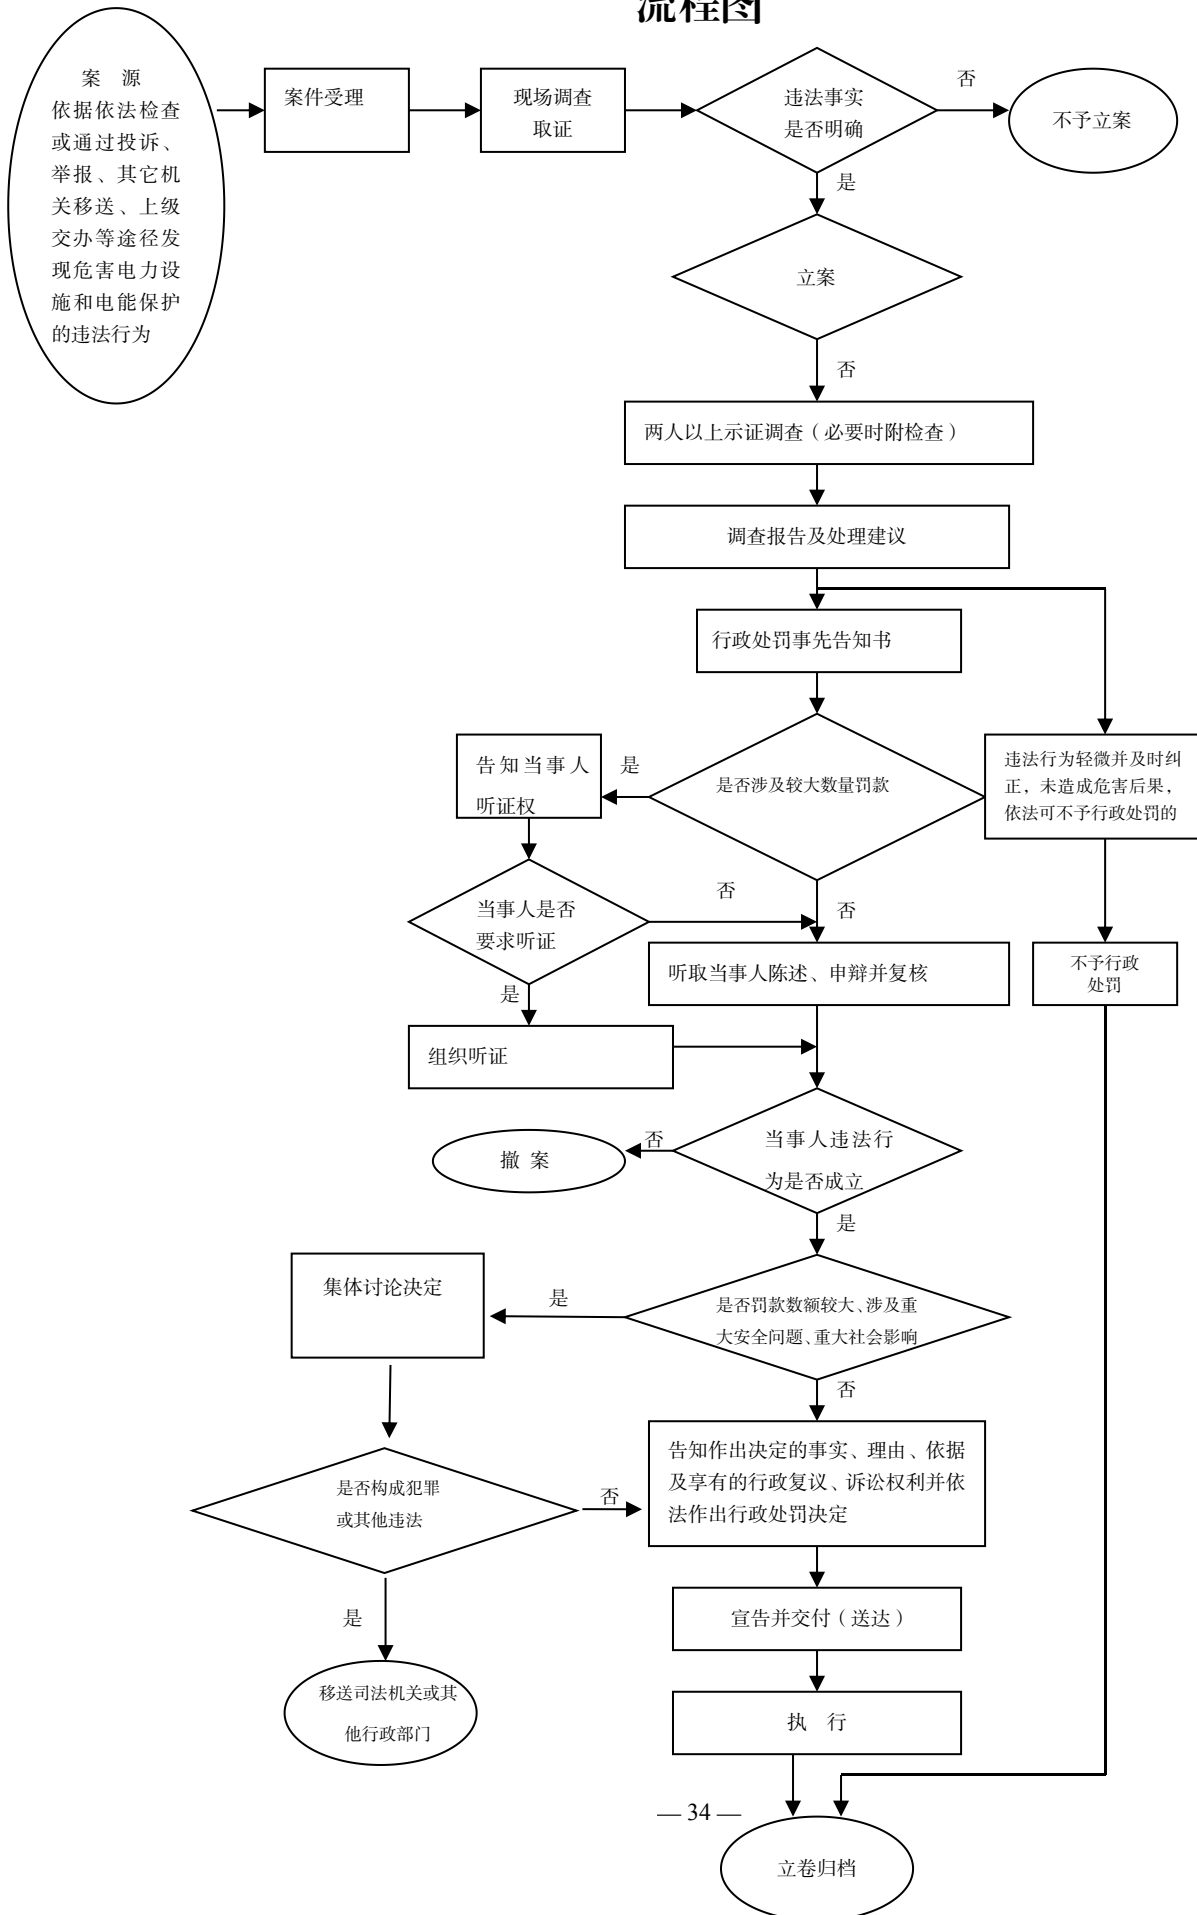 流程图
案 源
依据依法检查
或通过投诉、
举报、其它机
关移送、上级
交办等途径发
现危害电力设
施和电能保护
的违法行为
案件受理
现场调查
取证
违法事实
是否明确
否
不予立案
是
立案
否
两人以上示证调查（必要时附检查）
调查报告及处理建议
行政处罚事先告知书
是否涉及较大数量罚款
是
告知当事人
听证权
违法行为轻微并及时纠
正，未造成危害后果，
依法可不予行政处罚的
当事人是否
要求听证
否
否
听取当事人陈述、申辩并复核
不予行政
处罚
是
组织听证
当事人违法行
为是否成立
否
撤 案
是
是否罚款数额较大、涉及重
大安全问题、重大社会影响
是
集体讨论决定
否
告知作出决定的事实、理由、依据
及享有的行政复议、诉讼权利并依
法作出行政处罚决定
是否构成犯罪
或其他违法
否
是
移送司法机关或其
他行政部门
宣告并交付（送达）
执 行
— 34 —
立卷归档